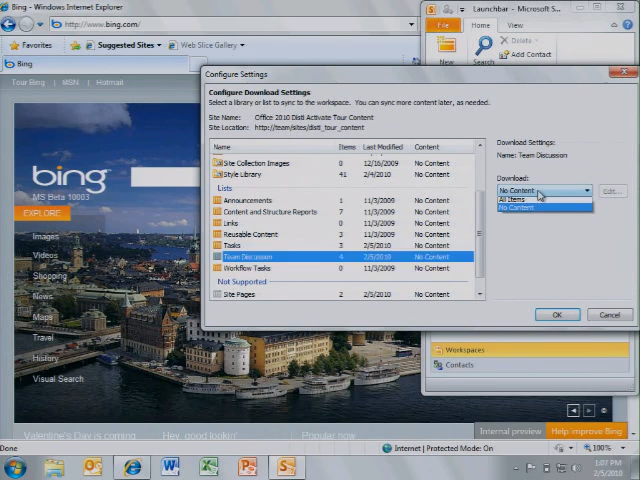 Bing - Windows Internet Explorer
http://www.bing.com/
Favorites
Suggested Sites
Web Slice Gallery
Bing
Tour Bing | MSN | Hotmail
bing
MS Beta 10003
EXPLORE
Images
Videos
Shopping
News
Maps
Travel
History
Visual Search
Valentine's Day is coming
Hey, good lookin'
Popular now
Internal preview
Help improve Bing
Done
Internet | Protected Mode: On
100%
1:07 PM
2/5/2010
Launchbar - Microsoft S...
File
Home
View
New
Search
Delete
Add Contact
Workspaces
Contacts
Configure Settings
Configure Download Settings
Select a library or list to sync to the workspace. You can sync more content later, as needed.
Site Name: Office 2010 Disti Activate Tour Content
Site Location: http://team/sites/disti_tour_content
Name Items Last Modified Content
Site Collection Images 0 12/16/2009 No Content
Style Library 41 2/4/2010 No Content
Lists
Announcements 1 11/3/2009 No Content
Content and Structure Reports 7 11/3/2009 No Content
Links 0 11/3/2009 No Content
Reusable Content 3 11/3/2009 No Content
Tasks 3 2/5/2010 No Content
Team Discussion 4 2/5/2010 No Content
Workflow Tasks 0 11/3/2009 No Content
Not Supported
Site Pages 2 2/5/2010 No Content
Download Settings:
Name: Team Discussion
Download:
No Content
Edit...
All Items
No Content
OK
Cancel